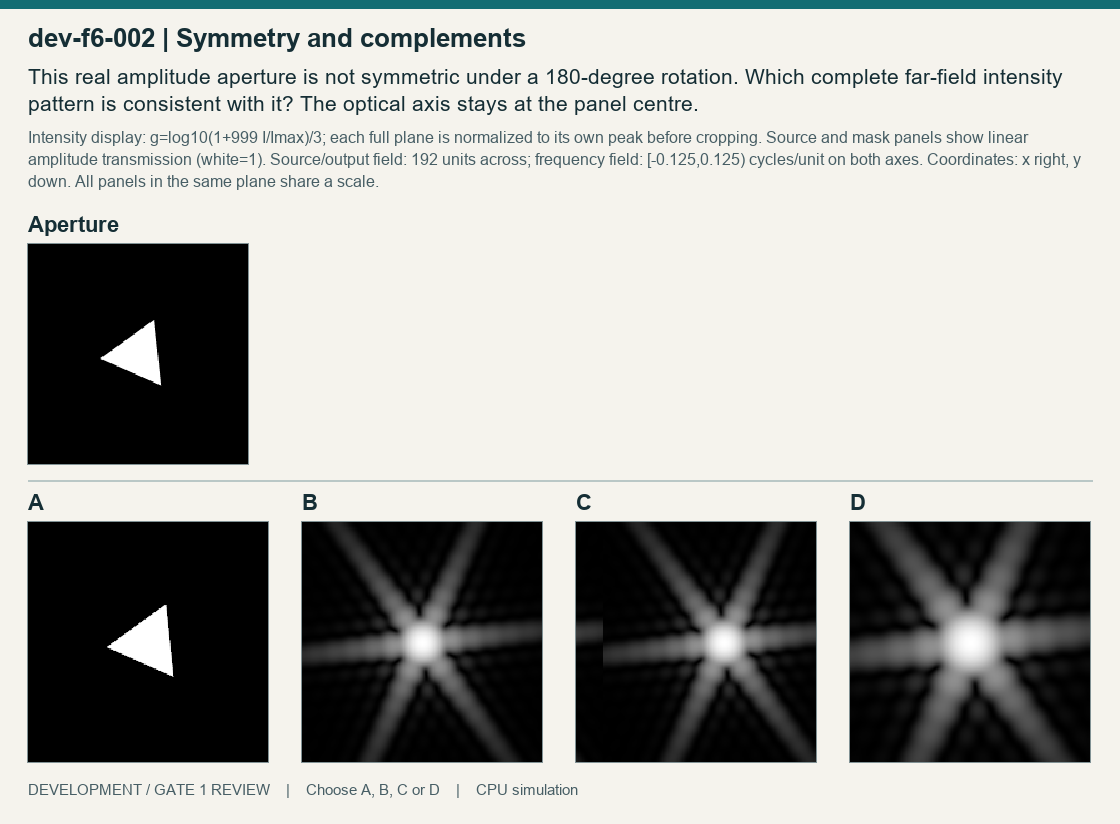 dev-f6-002 | Symmetry and complements
This real amplitude aperture is not symmetric under a 180-degree rotation. Which complete far-field intensity
pattern is consistent with it? The optical axis stays at the panel centre.
Intensity display: g=log10(1+999 I/Imax)/3; each full plane is normalized to its own peak before cropping. Source and mask panels show linear
amplitude transmission (white=1). Source/output field: 192 units across; frequency field: [-0.125,0.125) cycles/unit on both axes. Coordinates: x right, y
down. All panels in the same plane share a scale.
Aperture
A B C D
DEVELOPMENT / GATE 1 REVIEW | Choose A, B, C or D | CPU simulation